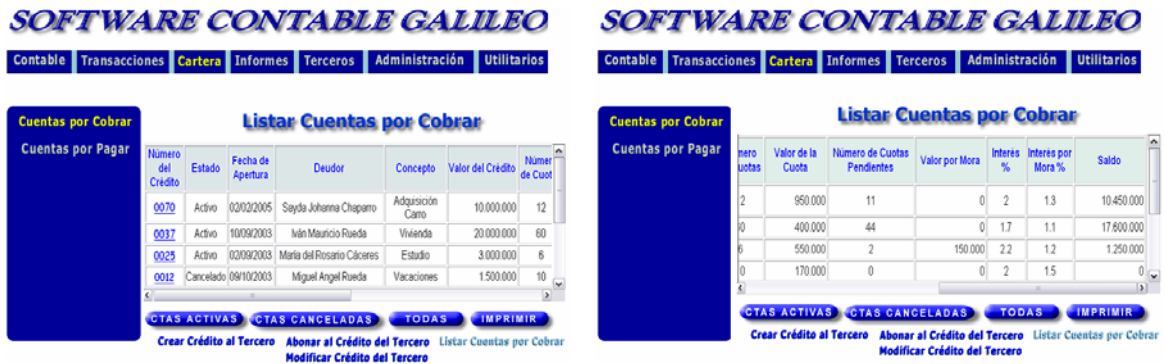 SOFTWARE CONTABLE GALILEO
Contable Transacciones Cartera Informes Terceros Administración Utilitarios
Cuentas por Cobrar
Cuentas por Pagar
Listar Cuentas por Cobrar
Número del Crédito Estado Fecha de Apertura Deudor Concepto Valor del Crédito Númer de Cuot
0070 Activo 02/02/2005 Sayda Johanna Chaparro Adquisición Carro 10.000.000 12
0037 Activo 10/09/2003 Iván Mauricio Rueda Vivienda 20.000.000 60
0025 Activo 02/09/2003 María del Rosario Cáceres Estudio 3.000.000 6
0012 Cancelado 09/10/2003 Miguel Angel Rueda Vacaciones 1.500.000 10
CTAS ACTIVAS CTAS CANCELADAS TODAS IMPRIMIR
Crear Crédito al Tercero Abonar al Crédito del Tercero Listar Cuentas por Cobrar
Modificar Crédito del Tercero
SOFTWARE CONTABLE GALILEO
Contable Transacciones Cartera Informes Terceros Administración Utilitarios
Cuentas por Cobrar
Cuentas por Pagar
Listar Cuentas por Cobrar
mero uotas Valor de la Cuota Número de Cuotas Pendientes Valor por Mora Interés % Interés por Mora % Saldo
2 950.000 11 0 2 1.3 10.450.000
0 400.000 44 0 1.7 1.1 17.600.000
6 550.000 2 150.000 2.2 1.2 1.250.000
0 170.000 0 0 2 1.5 0
CTAS ACTIVAS CTAS CANCELADAS TODAS IMPRIMIR
Crear Crédito al Tercero Abonar al Crédito del Tercero Listar Cuentas por Cobrar
Modificar Crédito del Tercero